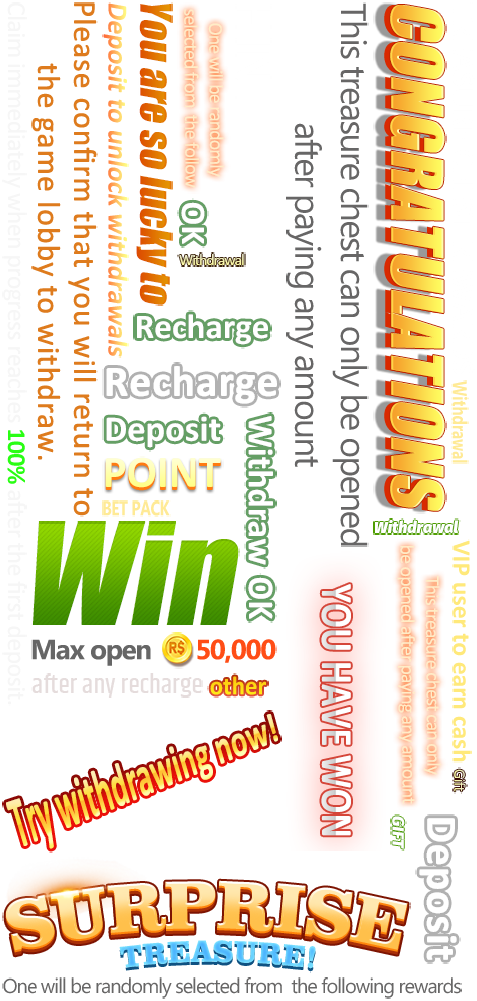 CONGRATULATIONS
This treasure chest can only be opened
after paying any amount
One will be randomly
selected from the follow
OK
Withdrawal
You are so lucky to
Deposit to unlock withdrawals
Please confirm that you will return to
the game lobby to withdraw.
Claim immediately when progress reaches 100% after the first deposit.
Recharge
Recharge
Deposit
POINT
BET PACK
Withdraw OK
Withdrawal
Withdrawal
VIP user to earn cash
This treasure chest can only
be opened after paying any amount
Gift
GIFT
Deposit
Win
Max open R$ 50,000
after any recharge other
YOU HAVE WON
Try withdrawing now!
SURPRISE
TREASURE!
One will be randomly selected from the following rewards